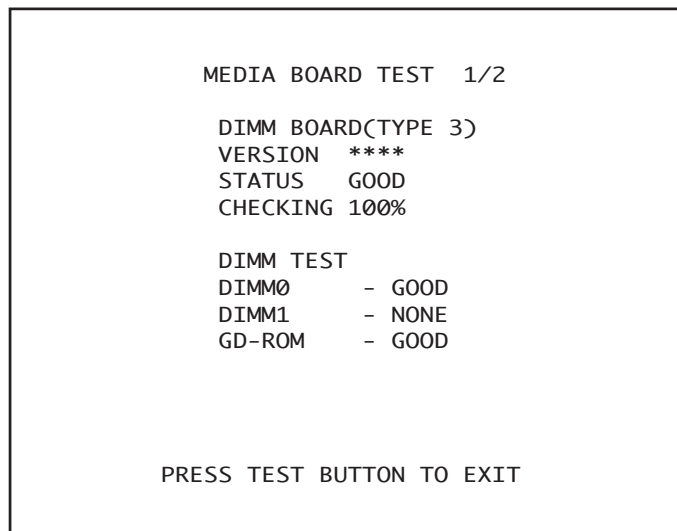 MEDIA BOARD TEST 1/2
DIMM BOARD(TYPE 3)
VERSION ****
STATUS GOOD
CHECKING 100%
DIMM TEST
DIMM0 - GOOD
DIMM1 - NONE
GD-ROM - GOOD
PRESS TEST BUTTON TO EXIT